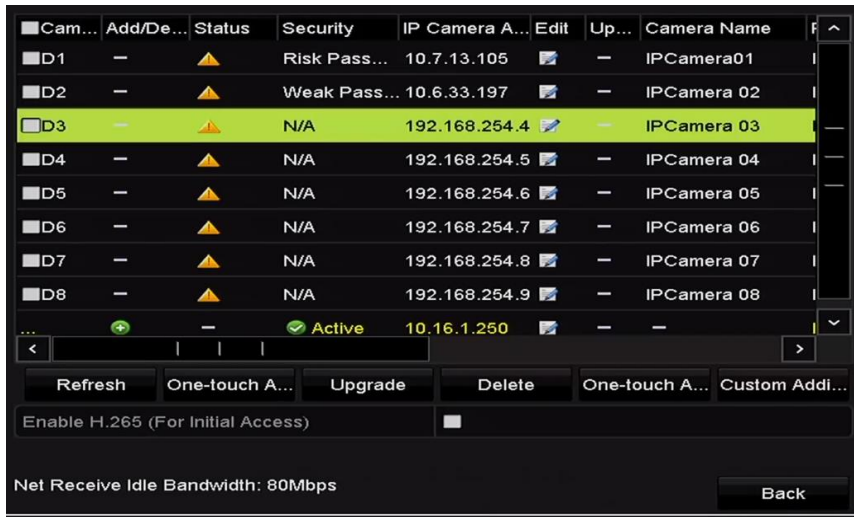 Cam... Add/De... Status Security IP Camera A... Edit Up... Camera Name
D1 – Risk Pass... 10.7.13.105 – IPCamera01
D2 – Weak Pass... 10.6.33.197 – IPCamera 02
D3 – N/A 192.168.254.4 – IPCamera 03
D4 – N/A 192.168.254.5 – IPCamera 04
D5 – N/A 192.168.254.6 – IPCamera 05
D6 – N/A 192.168.254.7 – IPCamera 06
D7 – N/A 192.168.254.8 – IPCamera 07
D8 – N/A 192.168.254.9 – IPCamera 08
... – Active 10.16.1.250 – –
Refresh One-touch A... Upgrade Delete One-touch A... Custom Addi...
Enable H.265 (For Initial Access)
Net Receive Idle Bandwidth: 80Mbps
Back